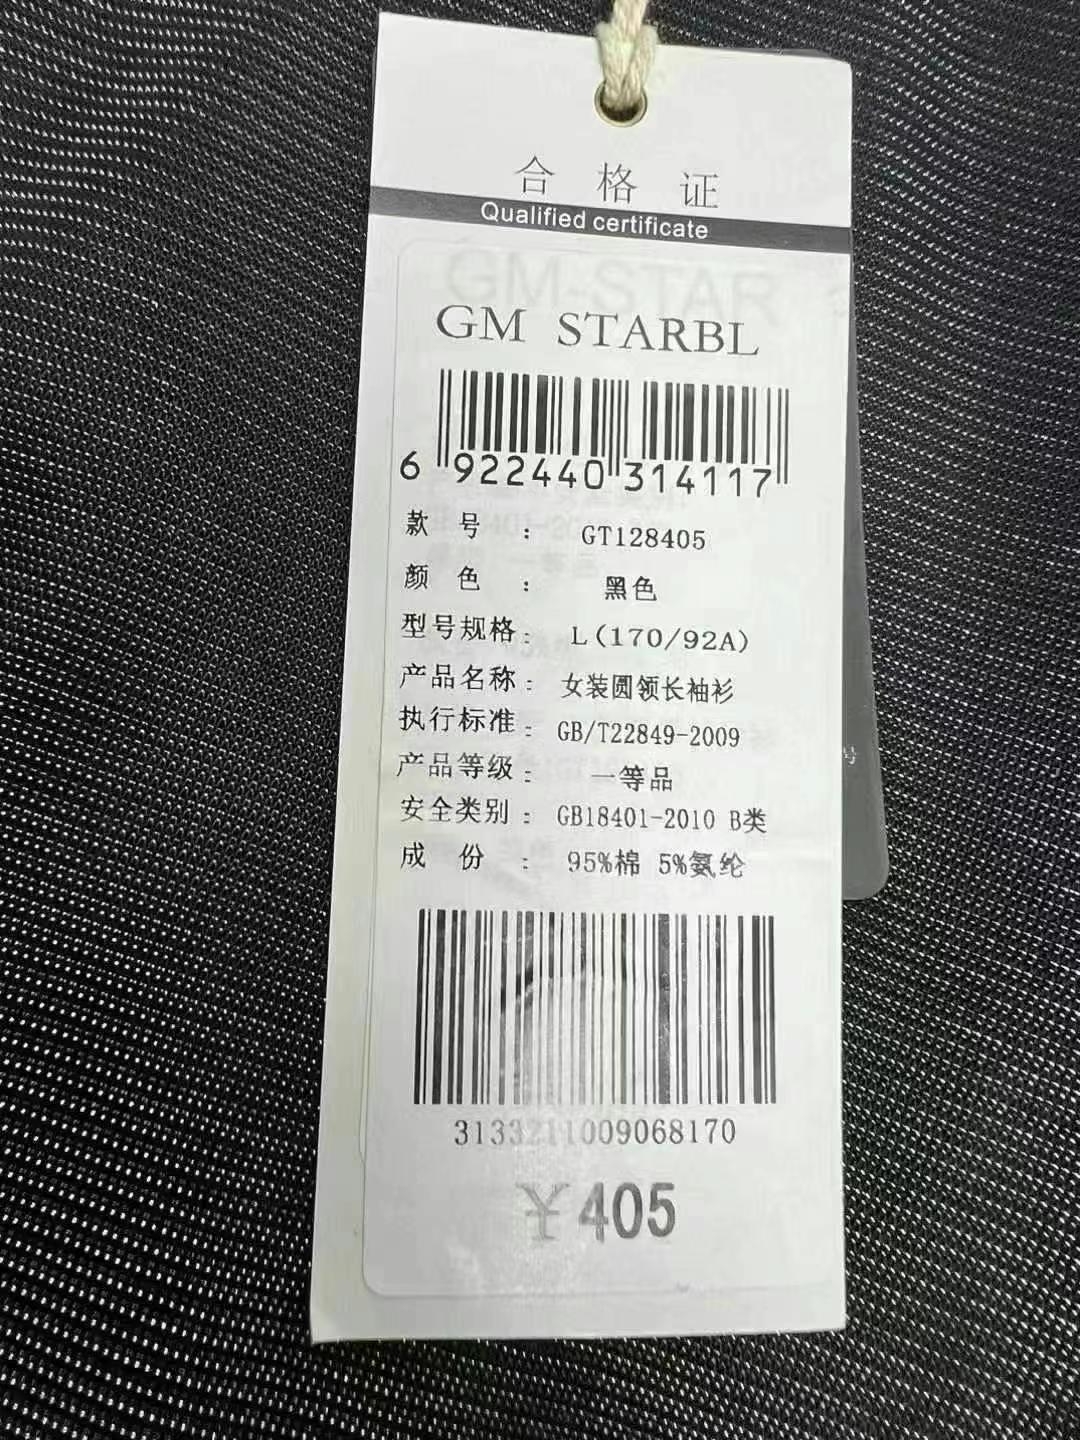 合格证
Qualified certificate
GM-STAR
GM STARBL
6 922440 314117
款号： GT128405
颜色： 黑色
型号规格： L(170/92A)
产品名称： 女装圆领长袖衫
执行标准： GB/T22849-2009
产品等级： 一等品
安全类别： GB18401-2010 B类
成份： 95%棉 5%氨纶
3133211009068170
¥405
号